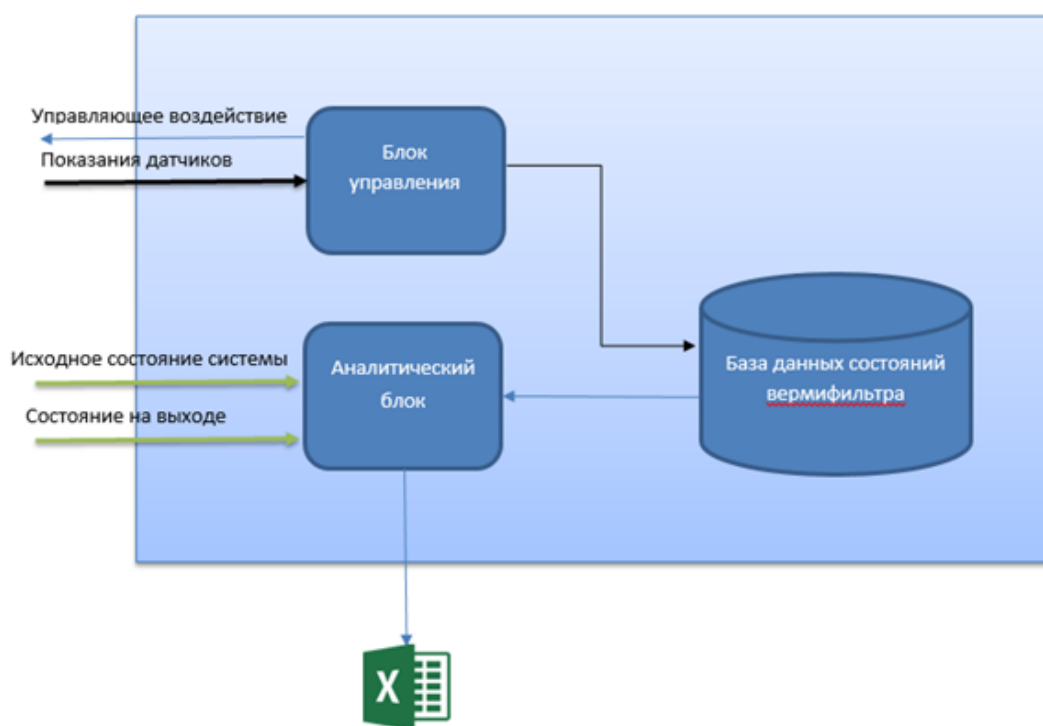 Управляющее воздействие
Показания датчиков
Блок
управления
Исходное состояние системы
Состояние на выходе
Аналитический
блок
База данных состояний
вермифильтра
X